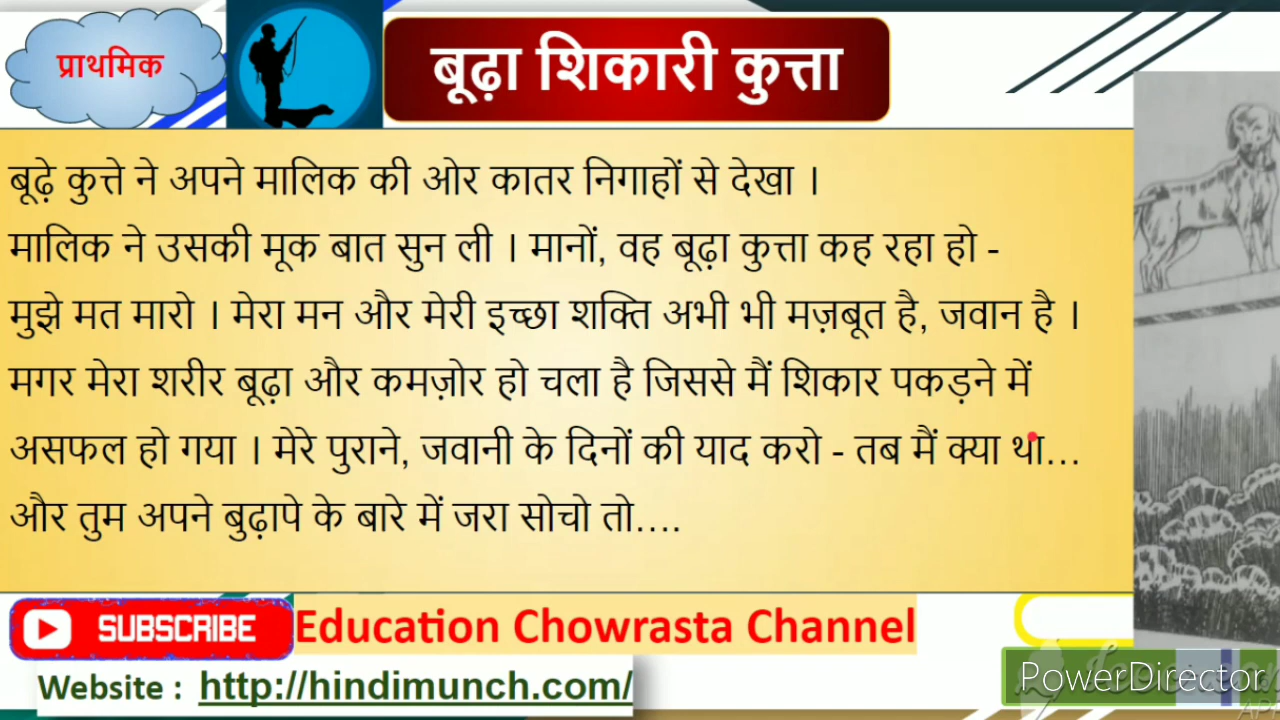 प्राथमिक
बूढ़ा शिकारी कुत्ता
बूढ़े कुत्ते ने अपने मालिक की ओर कातर निगाहों से देखा ।
मालिक ने उसकी मूक बात सुन ली । मानों, वह बूढ़ा कुत्ता कह रहा हो -
मुझे मत मारो । मेरा मन और मेरी इच्छा शक्ति अभी भी मज़बूत है, जवान है ।
मगर मेरा शरीर बूढ़ा और कमज़ोर हो चला है जिससे मैं शिकार पकड़ने में
असफल हो गया । मेरे पुराने, जवानी के दिनों की याद करो - तब मैं क्या था...
और तुम अपने बुढ़ापे के बारे में जरा सोचो तो....
SUBSCRIBE
Education Chowrasta Channel
Website : http://hindimunch.com/
PowerDirector